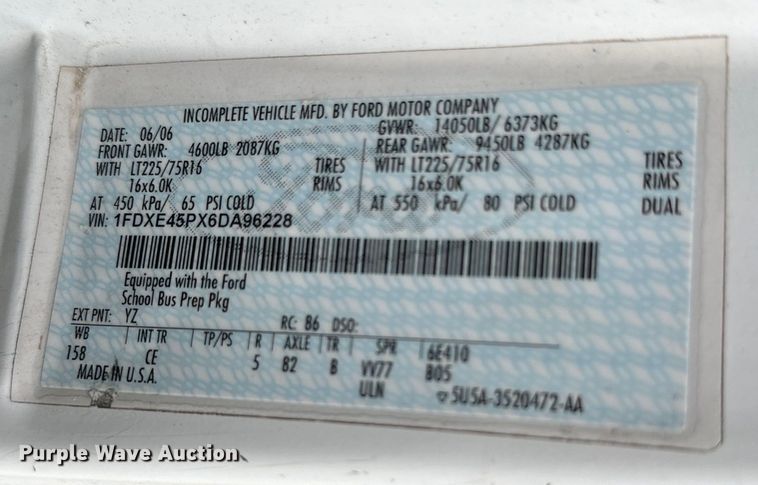 INCOMPLETE VEHICLE MFD. BY FORD MOTOR COMPANY
DATE: 06/06 GVWR: 14050LB/ 6373KG
FRONT GAWR: 4600LB 2087KG REAR GAWR: 9450LB 4287KG
WITH LT225/75R16 TIRES WITH LT225/75R16 TIRES
16x6.0K RIMS 16x6.0K RIMS
AT 450 kPa/ 65 PSI COLD AT 550 kPa/ 80 PSI COLD DUAL
VIN: 1FDXE45PX6DA96228
Equipped with the Ford
School Bus Prep Pkg
EXT PNT: YZ RC: 86 DSO:
WB INT TR TP/PS R AXLE TR SPR 6E410
158 CE 5 82 B VV77 B05
MADE IN U.S.A. ULN 5U5A-3520472-AA
Purple Wave Auction